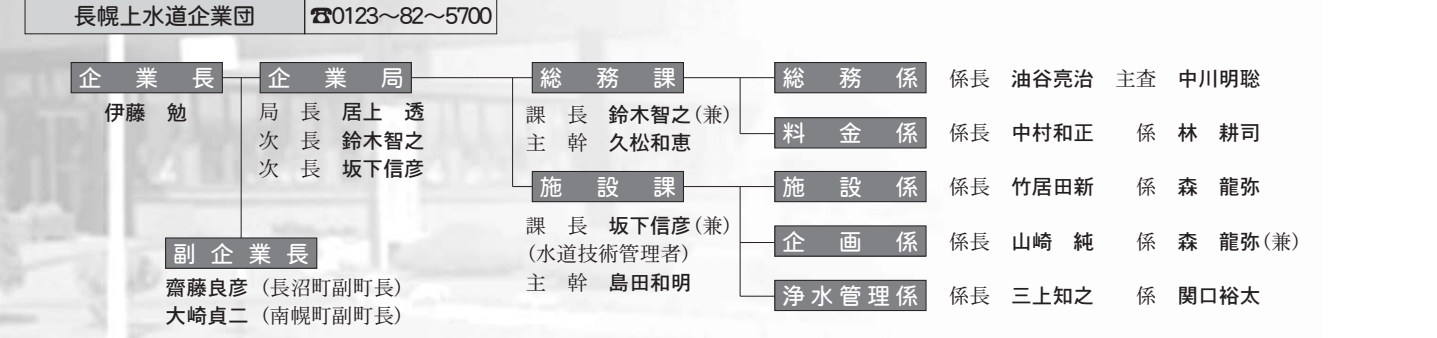 長幌上水道企業団 ☎0123〜82〜5700
企業長
伊藤 勉
企業局
局長 居上 透
次長 鈴木智之
次長 坂下信彦
副企業長
齋藤良彦（長沼町副町長）
大崎貞二（南幌町副町長）
総務課
課長 鈴木智之（兼）
主幹 久松和恵
総務係 係長 油谷亮治 主査 中川明聡
料金係 係長 中村和正 係 林 耕司
施設課
課長 坂下信彦（兼）
（水道技術管理者）
主幹 島田和明
施設係 係長 竹居田新 係 森 龍弥
企画係 係長 山崎 純 係 森 龍弥（兼）
浄水管理係 係長 三上知之 係 関口裕太